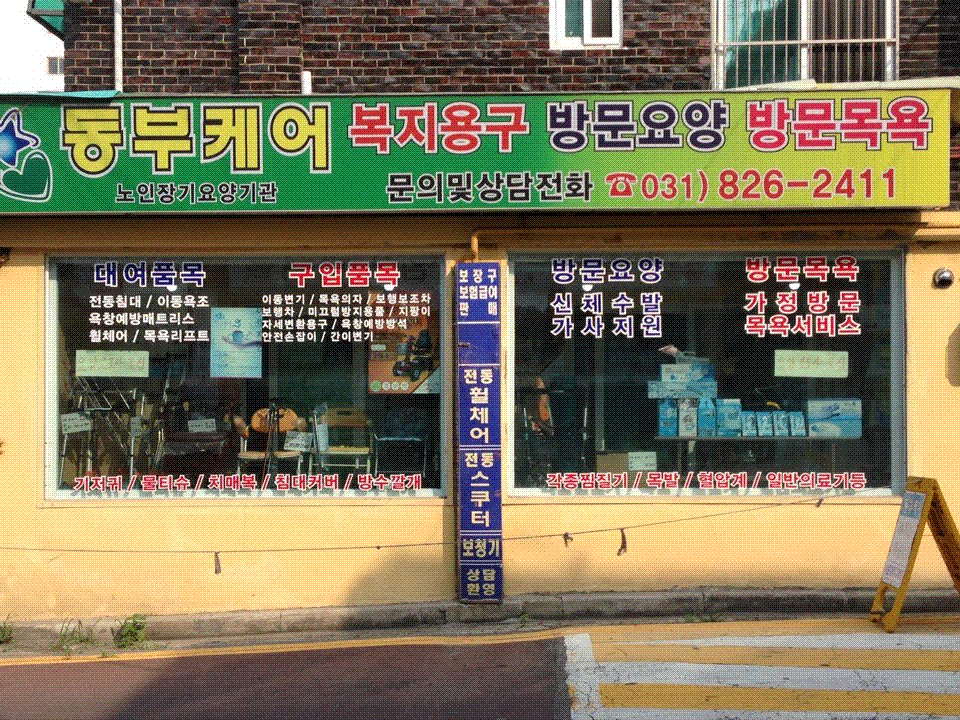 동부케어 복지용구 방문요양 방문목욕
노인장기요양기관 문의및상담전화 ☎031) 826-2411
대여품목
전동침대 / 이동욕조
욕창예방매트리스
휠체어 / 목욕리프트
구입품목
이동변기 / 목욕의자 / 보행보조차
보행차 / 미끄럼방지용품 / 지팡이
자세변환용구 / 욕창예방방석
안전손잡이 / 간이변기
기저귀 / 물티슈 / 치매복 / 침대커버 / 방수깔개
보장구
보험급여
판매
전동휠체어
전동스쿠터
보청기
상담
환영
방문요양
신체수발
가사지원
방문목욕
가정방문
목욕서비스
각종찜질기 / 목발 / 혈압계 / 일반의료기등